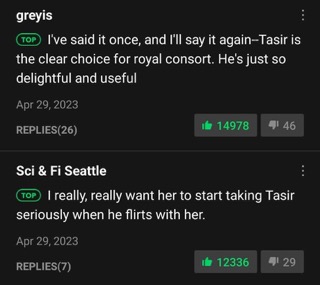 greyis
TOP I've said it once, and I'll say it again--Tasir is
the clear choice for royal consort. He's just so
delightful and useful
Apr 29, 2023
REPLIES(26)
14978
46
Sci & Fi Seattle
TOP I really, really want her to start taking Tasir
seriously when he flirts with her.
Apr 29, 2023
REPLIES(7)
12336
29